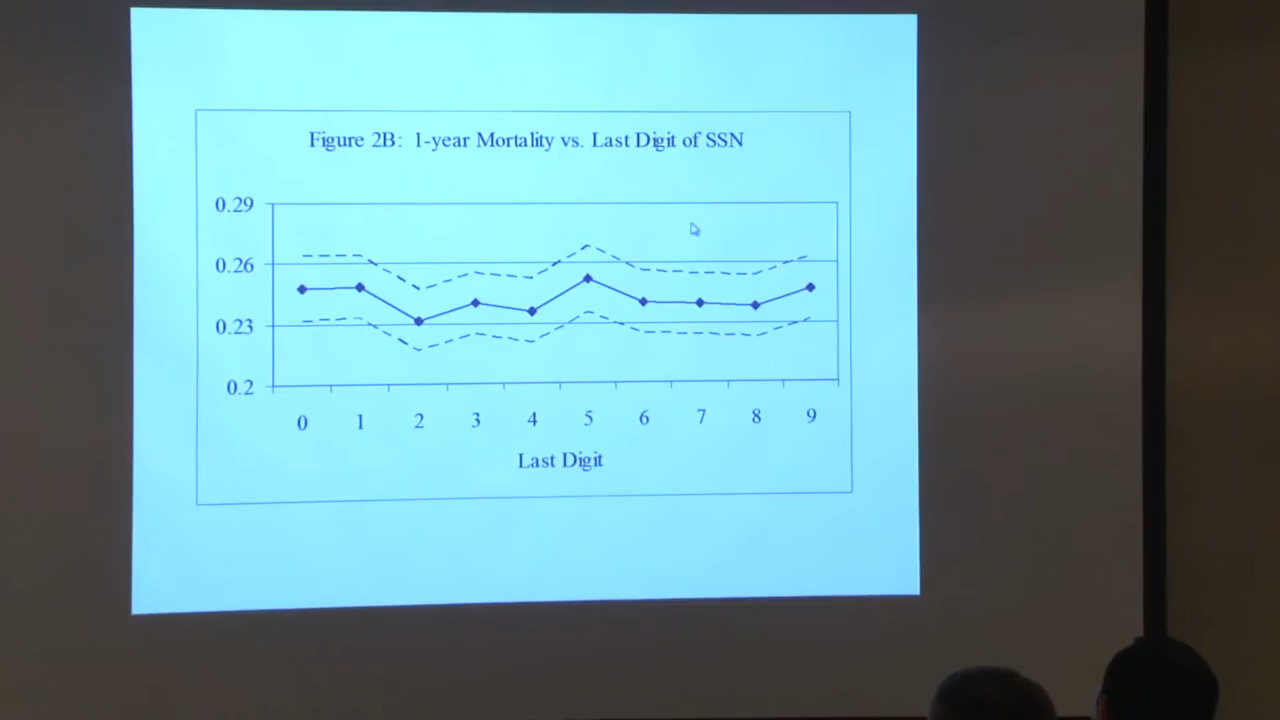 Figure 2B: 1-year Mortality vs. Last Digit of SSN
0.29
0.26
0.23
0.2
0 1 2 3 4 5 6 7 8 9
Last Digit